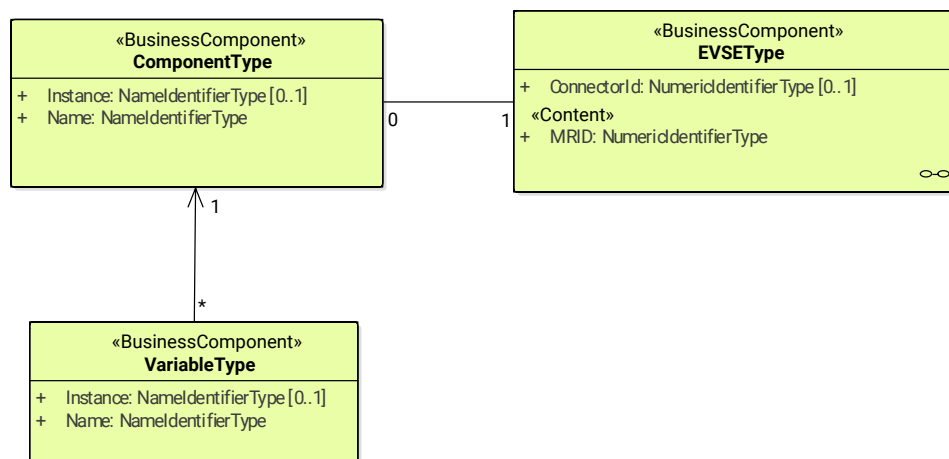 «BusinessComponent»
ComponentType
+ Instance: NameIdentifierType [0..1]
+ Name: NameIdentifierType
«BusinessComponent»
EVSEType
+ ConnectorId: NumericIdentifierType [0..1]
«Content»
+ MRID: NumericIdentifierType
0
1
1
*
«BusinessComponent»
VariableType
+ Instance: NameIdentifierType [0..1]
+ Name: NameIdentifierType